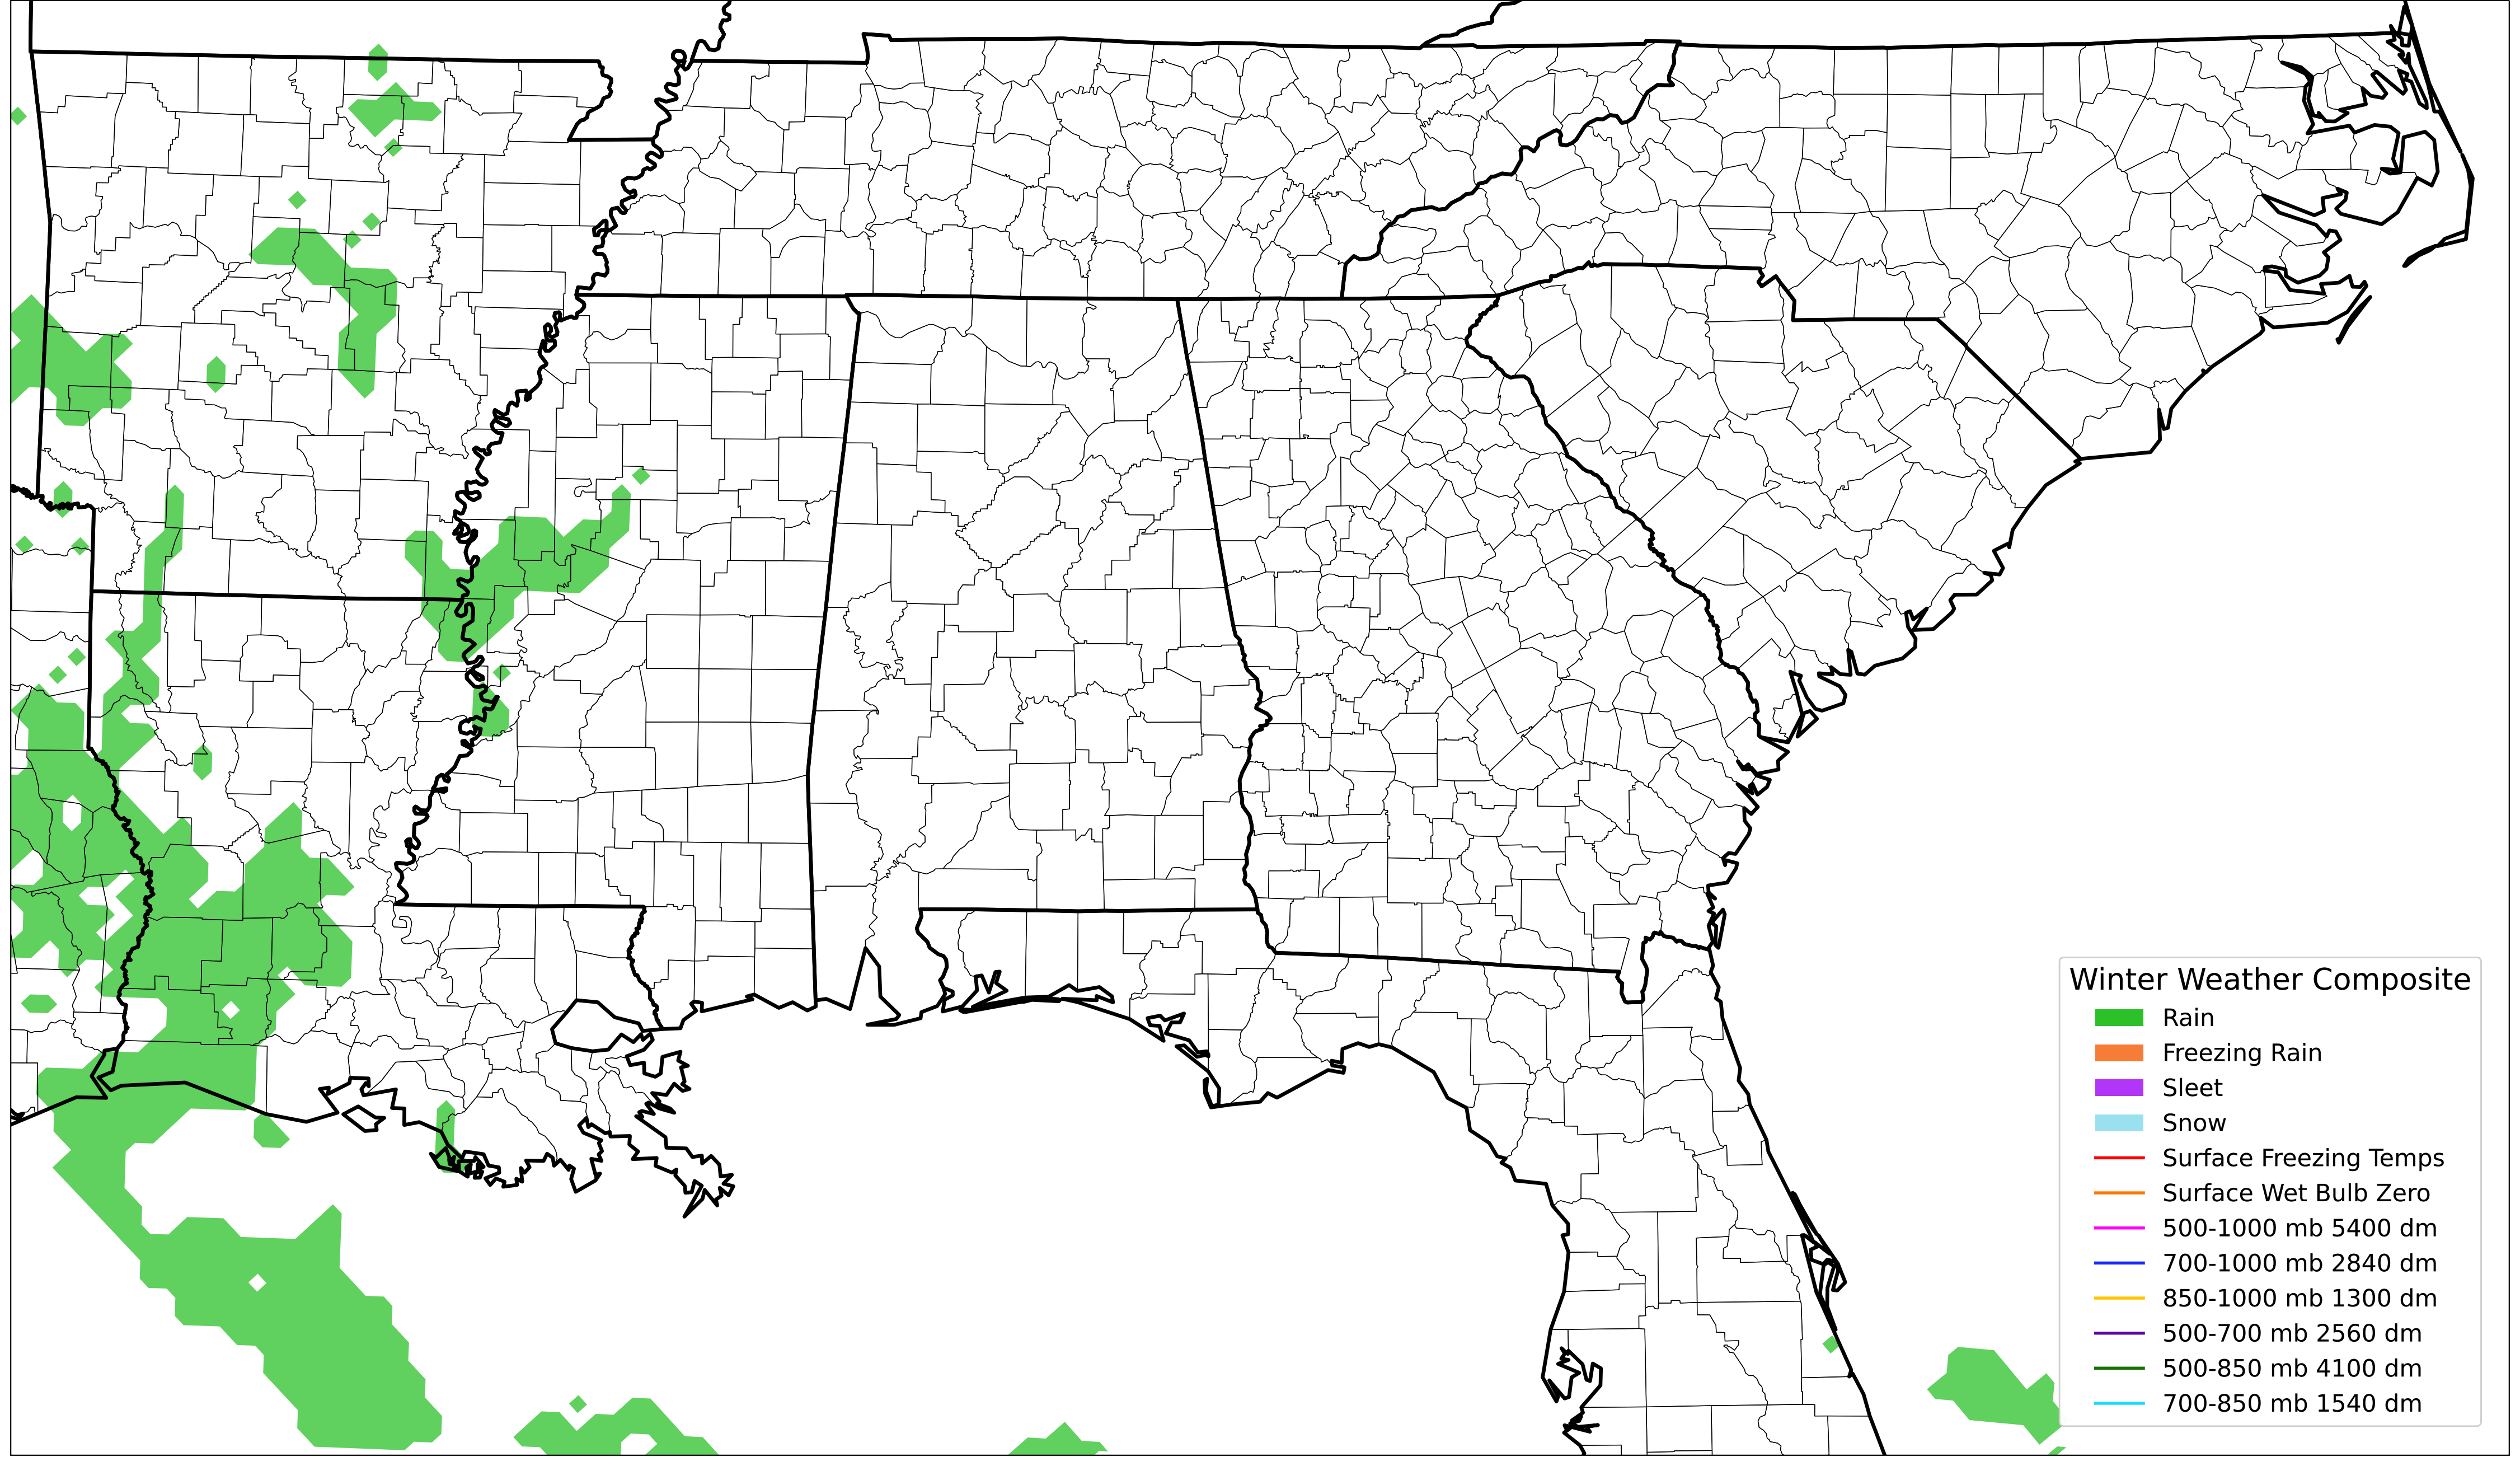 Winter Weather Composite
Rain
Freezing Rain
Sleet
Snow
Surface Freezing Temps
Surface Wet Bulb Zero
500-1000 mb 5400 dm
700-1000 mb 2840 dm
850-1000 mb 1300 dm
500-700 mb 2560 dm
500-850 mb 4100 dm
700-850 mb 1540 dm